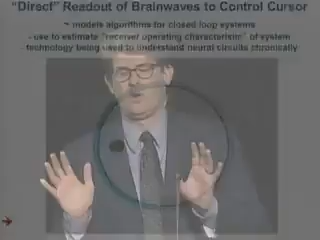 “Direct” Readout of Brainwaves to Control Cursor
~ models algorithms for closed loop systems
- use to estimate “receiver operating characterism” of system
- technology being used to understand neural circuits chronically